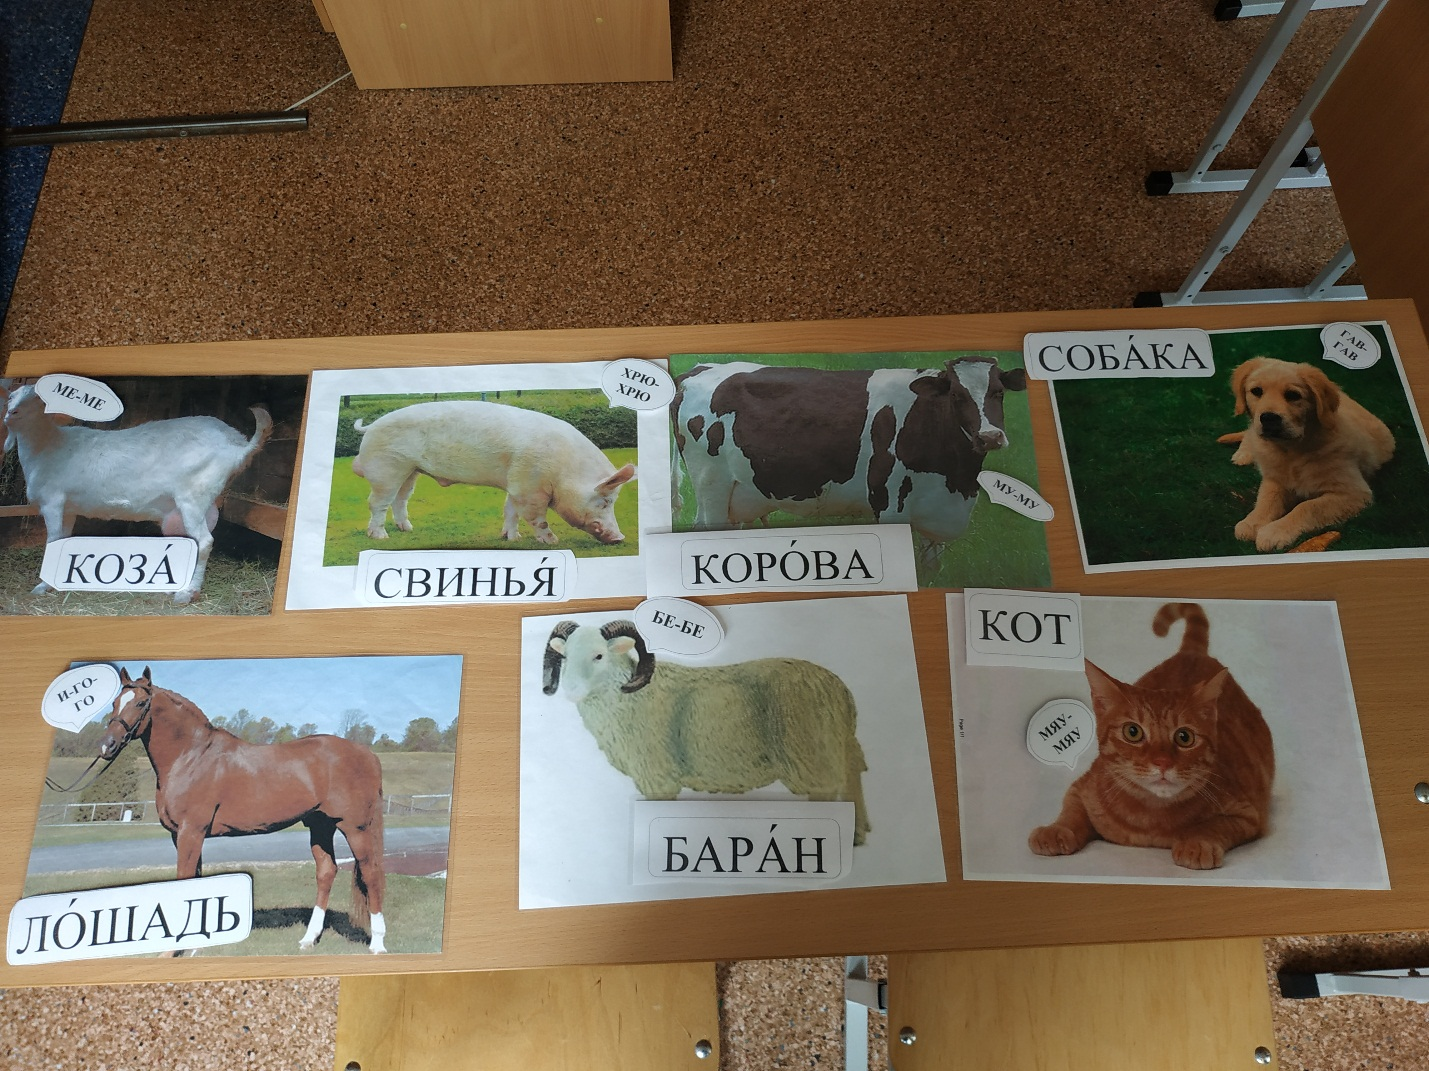 МЕ-МЕ
КОЗА́
ХРЮ-
ХРЮ
СВИНЬЯ́
МУ-МУ
КОРО́ВА
СОБА́КА
ГАВ-
ГАВ
И-ГО-
ГО
ЛО́ШАДЬ
БЕ-БЕ
БАРА́Н
КОТ
МЯУ-
МЯУ